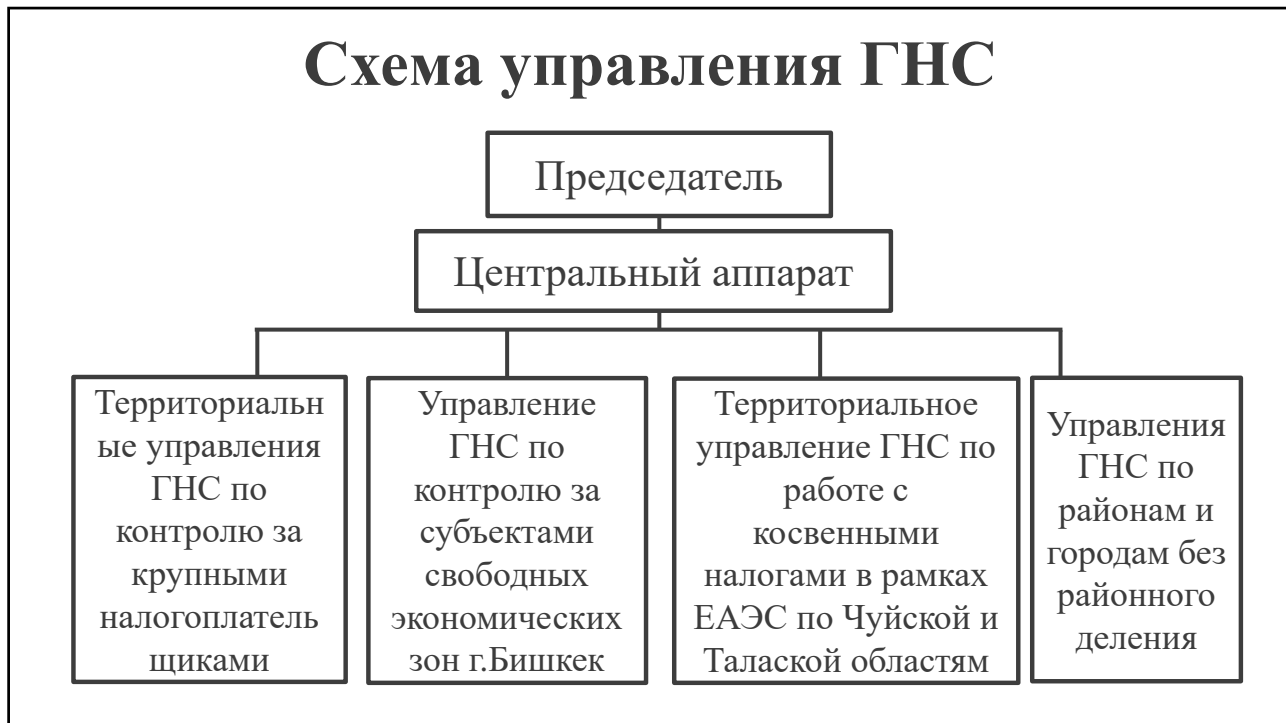 Схема управления ГНС
Председатель
Центральный аппарат
Территориальн
ые управления
ГНС по
контролю за
крупными
налогоплатель
щиками
Управление
ГНС по
контролю за
субъектами
свободных
экономических
зон г.Бишкек
Территориальное
управление ГНС по
работе с
косвенными
налогами в рамках
ЕАЭС по Чуйской и
Талаской областям
Управления
ГНС по
районам и
городам без
районного
деления